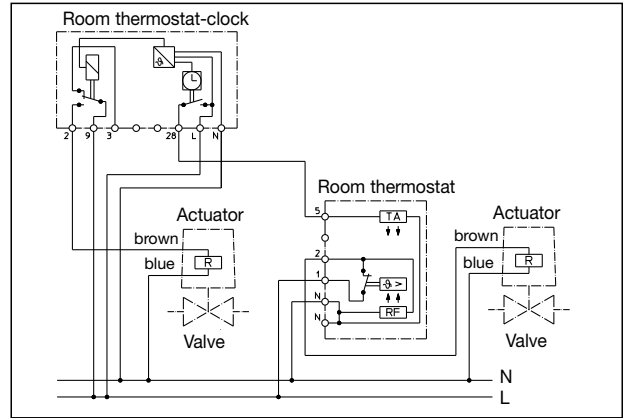 Room thermostat-clock
ϑ
2 9 3 28 L N
Room thermostat
Actuator
brown
blue
R
Valve
5 TA
2
1 ϑ >
N
N RF
Actuator
brown
blue
R
Valve
N
L